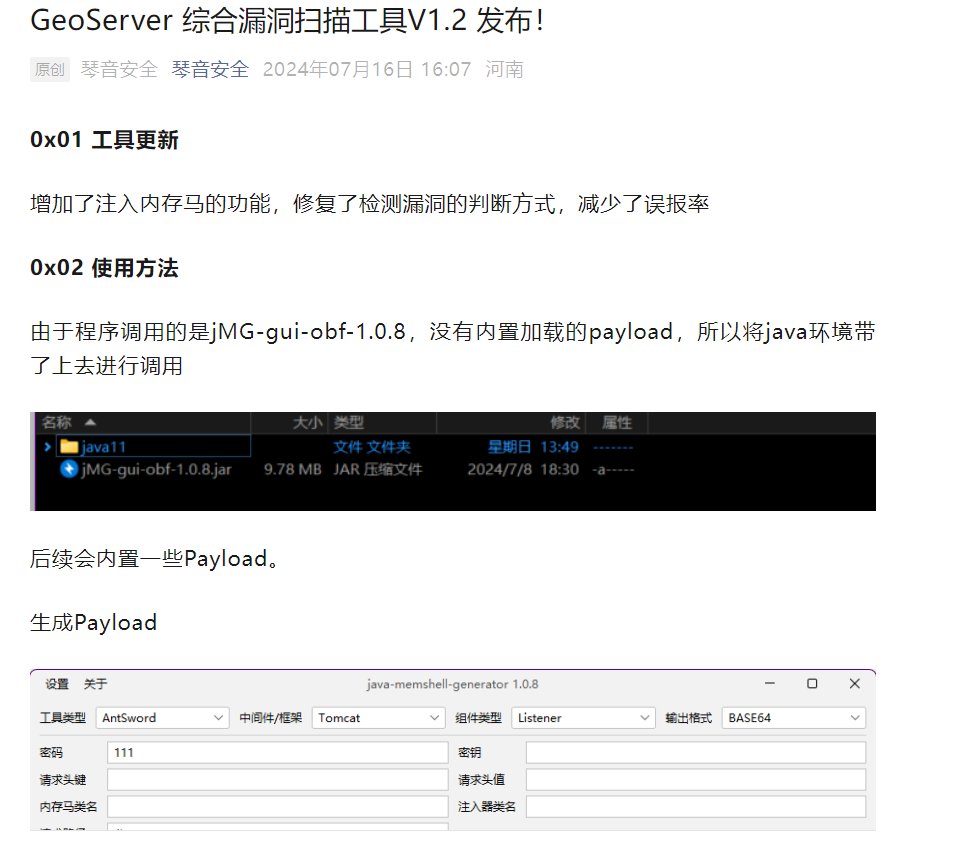 GeoServer 综合漏洞扫描工具V1.2 发布!
原创 琴音安全 琴音安全 2024年07月16日 16:07 河南
0x01 工具更新
增加了注入内存马的功能，修复了检测漏洞的判断方式，减少了误报率
0x02 使用方法
由于程序调用的是jMG-gui-obf-1.0.8，没有内置加载的payload，所以将java环境带
了上去进行调用
名称 大小 类型 修改 属性
java11 文件 文件夹 星期日 13:49 -------
jMG-gui-obf-1.0.8.jar 9.78 MB JAR 压缩文件 2024/7/8 18:30 -a-----
后续会内置一些Payload。
生成Payload
设置 关于 java-memshell-generator 1.0.8
工具类型 AntSword 中间件/框架 Tomcat 组件类型 Listener 输出格式 BASE64
密码 111 密钥
请求头键 请求头值
内存马类名 注入器类名